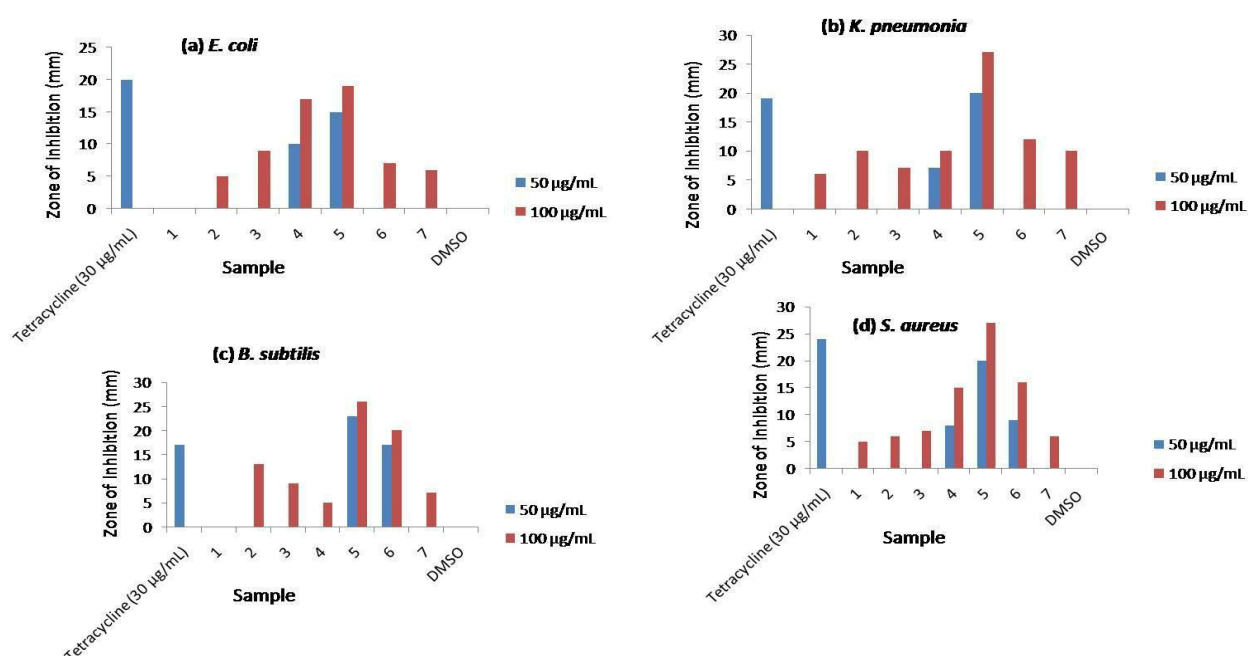 (a) E. coli
Zone of Inhibition (mm)
25
20
15
10
5
0
Tetracycline (30 µg/mL)
1
2
3
4
5
6
7
DMSO
Sample
50 µg/mL
100 µg/mL
(b) K. pneumonia
Zone of Inhibition (mm)
30
25
20
15
10
5
0
Tetracycline (30 µg/mL)
1
2
3
4
5
6
7
DMSO
Sample
50 µg/mL
100 µg/mL
(c) B. subtilis
Zone of Inhibition (mm)
30
25
20
15
10
5
0
Tetracycline (30 µg/mL)
1
2
3
4
5
6
7
DMSO
Sample
50 µg/mL
100 µg/mL
(d) S. aureus
Zone of Inhibition (mm)
30
25
20
15
10
5
0
Tetracycline (30 µg/mL)
1
2
3
4
5
6
7
DMSO
Sample
50 µg/mL
100 µg/mL